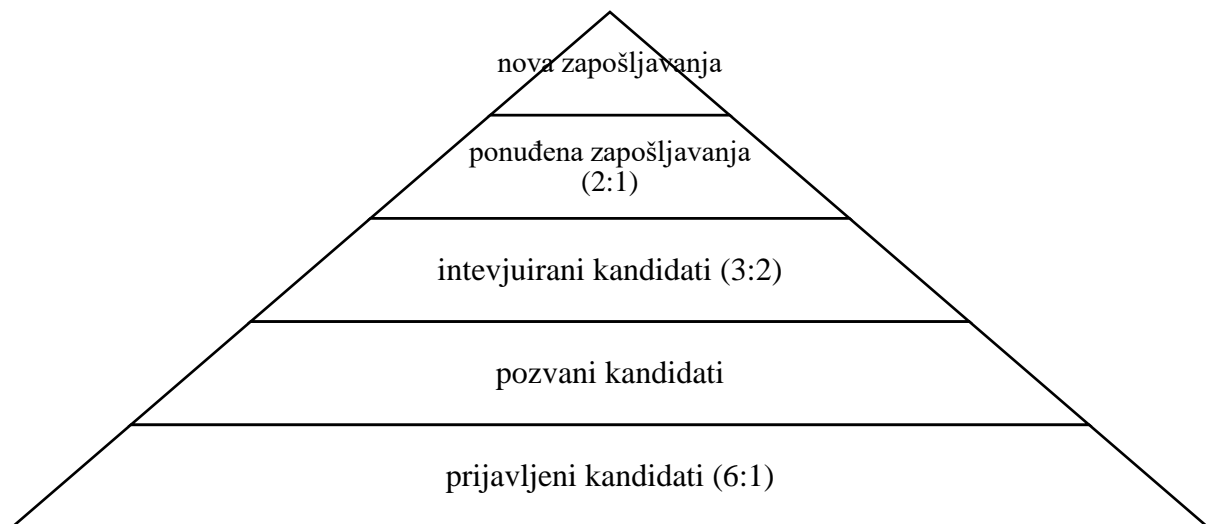 nova zapošljavanja
ponuđena zapošljavanja
(2:1)
intevjuirani kandidati (3:2)
pozvani kandidati
prijavljeni kandidati (6:1)